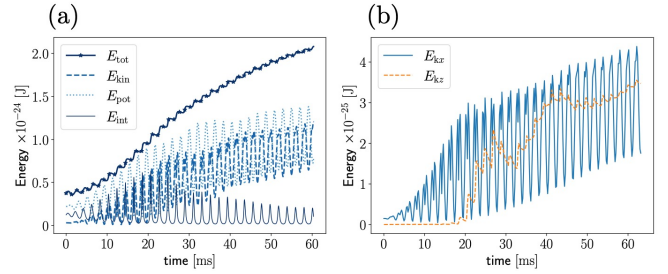 (a)
(b)
E_tot
E_kin
E_pot
E_int
E_kx
E_kz
Energy ×10⁻²⁴ [J]
2.0
1.5
1.0
0.5
0.0
0 10 20 30 40 50 60
time [ms]
Energy ×10⁻²⁵ [J]
4
3
2
1
0
0 10 20 30 40 50 60
time [ms]